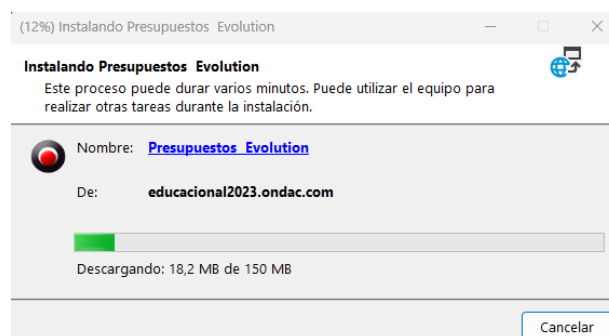 (12%) Instalando Presupuestos Evolution
Instalando Presupuestos Evolution
Este proceso puede durar varios minutos. Puede utilizar el equipo para
realizar otras tareas durante la instalación.
Nombre: Presupuestos Evolution
De: educacional2023.ondac.com
Descargando: 18,2 MB de 150 MB
Cancelar